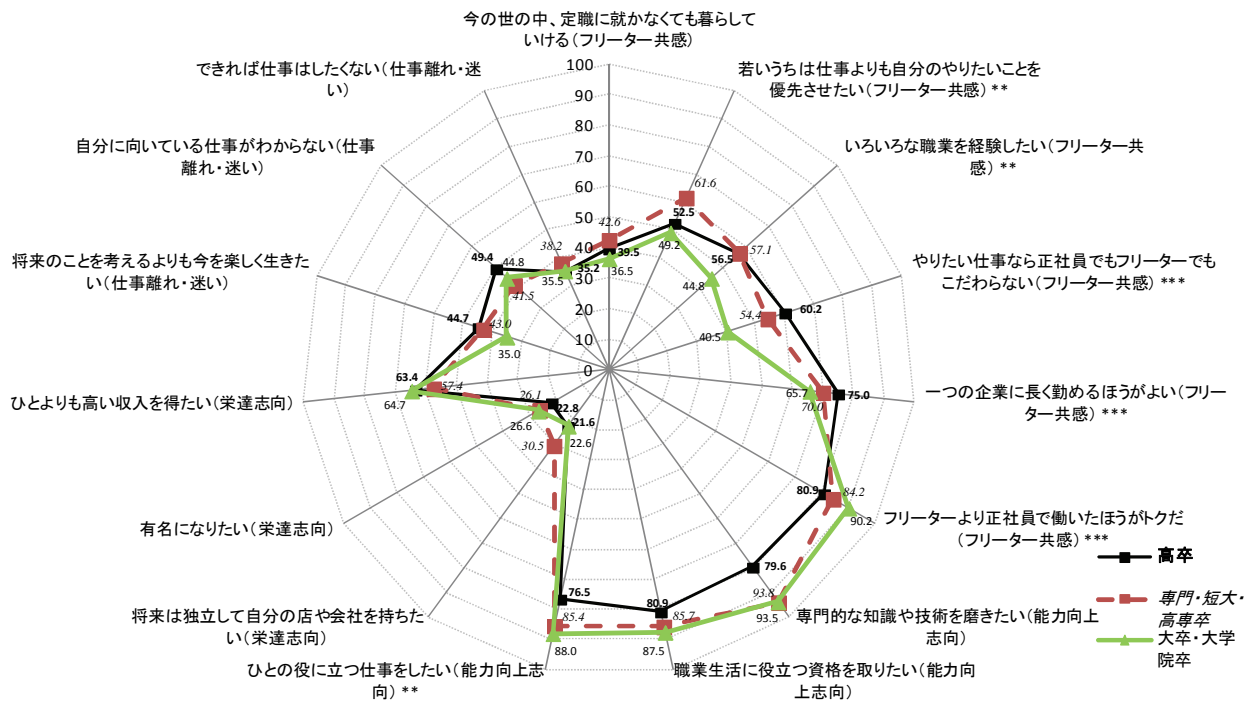 今の世の中、定職に就かなくても暮らして
いける(フリーター共感)
若いうちは仕事よりも自分のやりたいことを
優先させたい(フリーター共感) **
いろいろな職業を経験したい(フリーター共
感) **
やりたい仕事なら正社員でもフリーターでも
こだわらない(フリーター共感) ***
一つの企業に長く勤めるほうがよい(フリー
ター共感) ***
フリーターより正社員で働いたほうがトクだ
(フリーター共感) ***
専門的な知識や技術を磨きたい(能力向上
志向)
職業生活に役立つ資格を取りたい(能力向
上志向)
ひとの役に立つ仕事をしたい(能力向上志
向) **
将来は独立して自分の店や会社を持ちた
い(栄達志向)
有名になりたい(栄達志向)
ひとよりも高い収入を得たい(栄達志向)
将来のことを考えるよりも今を楽しく生きた
い(仕事離れ・迷い)
自分に向いている仕事がわからない(仕事
離れ・迷い)
できれば仕事はしたくない(仕事離れ・迷
い)
100
90
80
70
60
50
40
30
20
10
0
42.6
39.5
36.5
61.6
52.5
49.2
57.1
56.5
44.8
60.2
54.4
40.5
75.0
70.0
65.7
80.9
84.2
90.2
79.6
93.8
93.5
80.9
85.7
87.5
76.5
85.4
88.0
21.6
30.5
22.6
22.8
26.1
26.6
63.4
57.4
64.7
44.7
43.0
35.0
49.4
41.5
44.8
35.2
38.2
35.5
高卒
専門・短大・
高専卒
大卒・大学
院卒